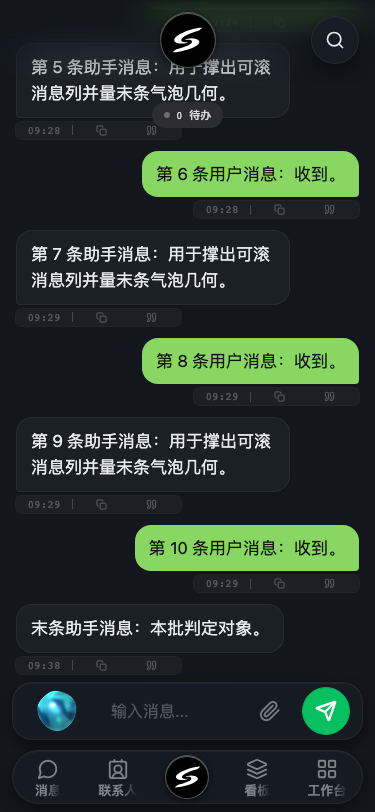 第 5 条助手消息：用于撑出可滚
消息列并量末条气泡几何。
0 待办
09:28
第 6 条用户消息：收到。
09:28
第 7 条助手消息：用于撑出可滚
消息列并量末条气泡几何。
09:29
第 8 条用户消息：收到。
09:29
第 9 条助手消息：用于撑出可滚
消息列并量末条气泡几何。
09:29
第 10 条用户消息：收到。
09:29
末条助手消息：本批判定对象。
09:38
输入消息...
消息
联系人
看板
工作台